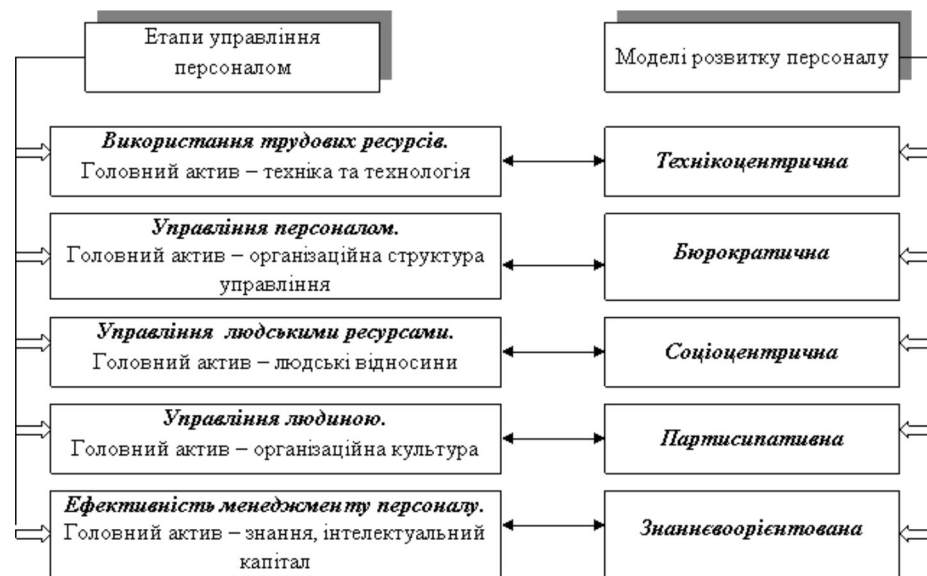 Етапи управління
персоналом
Моделі розвитку персоналу
Використання трудових ресурсів.
Головний актив – техніка та технологія
Технікоцентрична
Управління персоналом.
Головний актив – організаційна структура
управління
Бюрократична
Управління людськими ресурсами.
Головний актив – людські відносини
Соціоцентрична
Управління людиною.
Головний актив – організаційна культура
Партисипативна
Ефективність менеджменту персоналу.
Головний актив – знання, інтелектуальний
капітал
Знаннєвоорієнтована